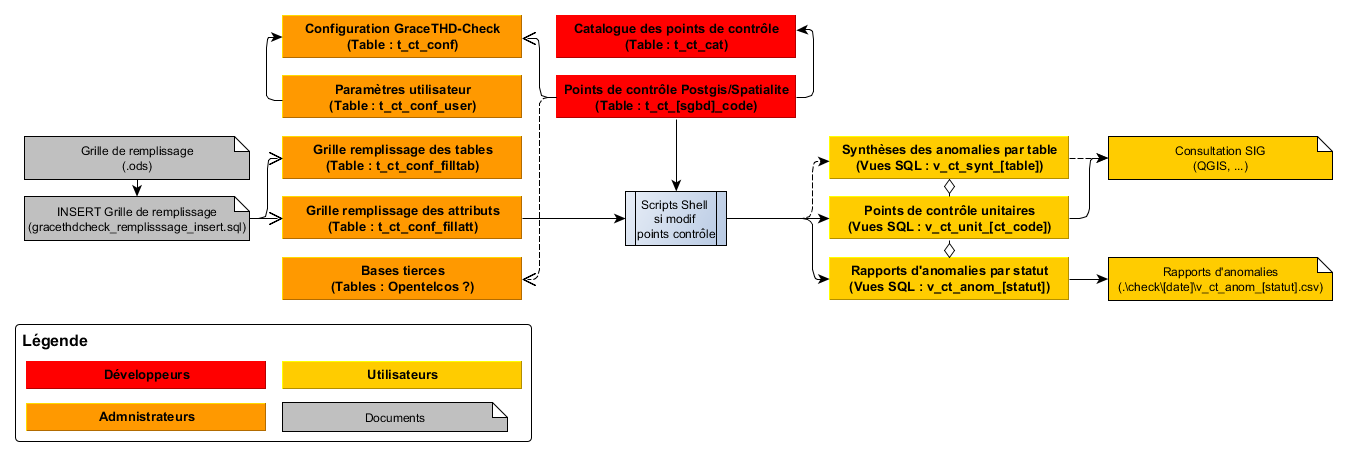 Configuration GraceTHD-Check
(Table : t_ct_conf)
Catalogue des points de contrôle
(Table : t_ct_cat)
Paramètres utilisateur
(Table : t_ct_conf_user)
Points de contrôle Postgis/Spatialite
(Table : t_ct_[sgbd]_code)
Grille de remplissage
(.ods)
Grille remplissage des tables
(Table : t_ct_conf_filltab)
Synthèses des anomalies par table
(Vues SQL : v_ct_synt_[table])
Consultation SIG
(QGIS, ...)
INSERT Grille de remplissage
(gracethdcheck_remplisssage_insert.sql)
Grille remplissage des attributs
(Table : t_ct_conf_fillatt)
Scripts Shell
si modif
points contrôle
Points de contrôle unitaires
(Vues SQL : v_ct_unit_[ct_code])
Bases tierces
(Tables : Opentelcos ?)
Rapports d'anomalies par statut
(Vues SQL : v_ct_anom_[statut])
Rapports d'anomalies
(.\check\[date]\v_ct_anom_[statut].csv)
Légende
Développeurs
Utilisateurs
Admnistrateurs
Documents